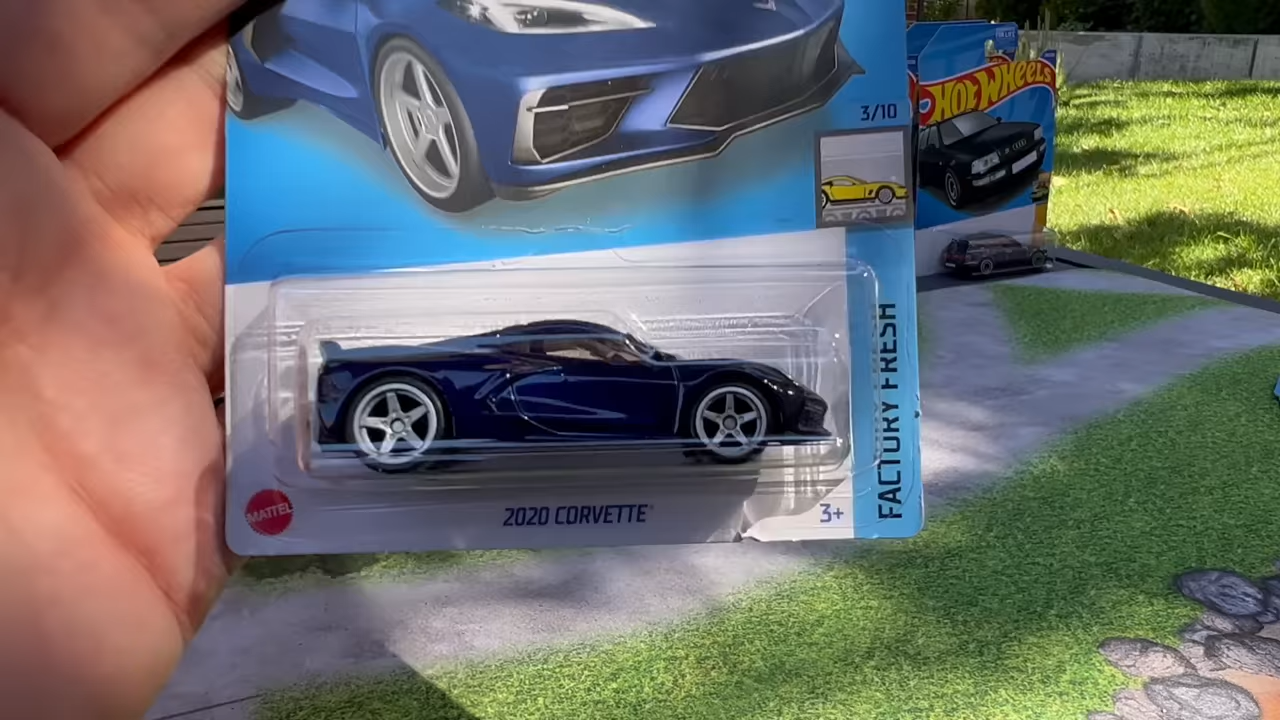 3/10
HOT WHEELS
FACTORY FRESH
MATTEL
2020 CORVETTE
3+